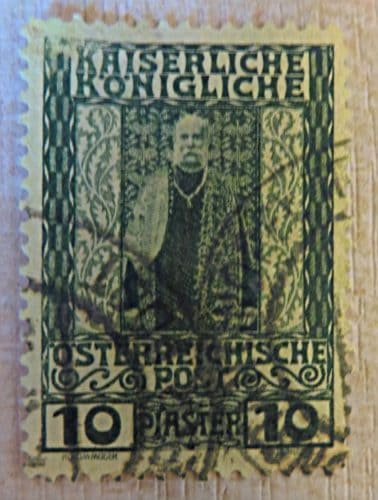 KAISERLICHE
KÖNIGLICHE
ÖSTERREICHISCHE
POST
10 PIASTER 10